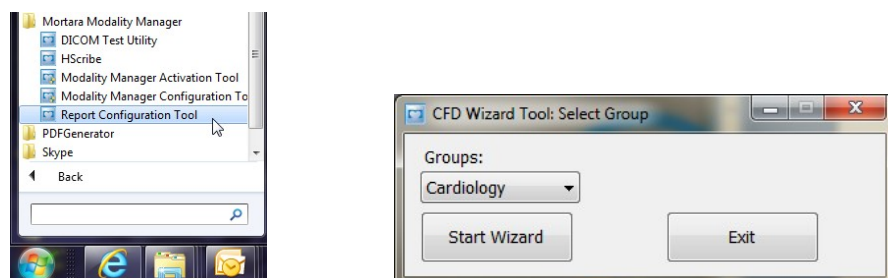 Mortara Modality Manager
DICOM Test Utility
HScribe
Modality Manager Activation Tool
Modality Manager Configuration To
Report Configuration Tool
PDFGenerator
Skype
Back
CFD Wizard Tool: Select Group
Groups:
Cardiology
Start Wizard
Exit